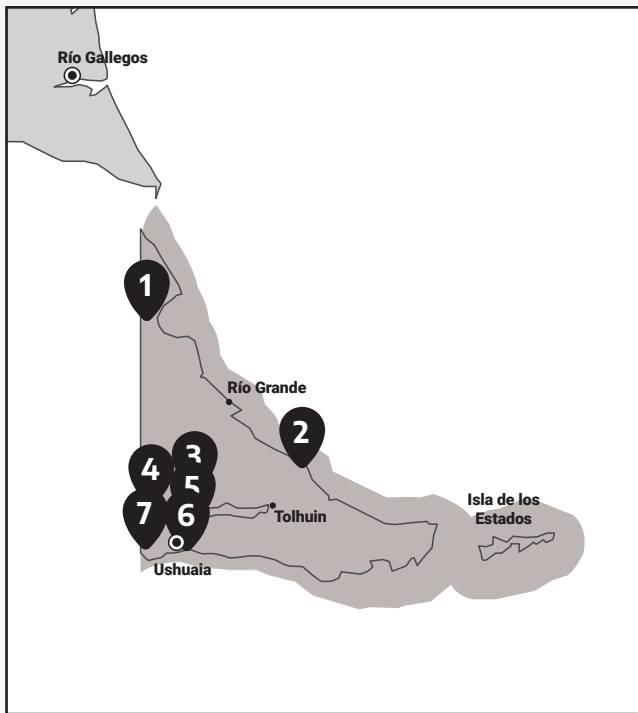 Río Gallegos
1
Río Grande
2
3
4
5
Isla de los
Estados
7
6
Tolhuin
Ushuaia